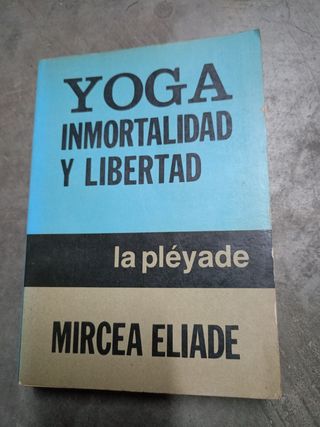 YOGA
INMORTALIDAD
Y LIBERTAD
la pléyade
MIRCEA ELIADE